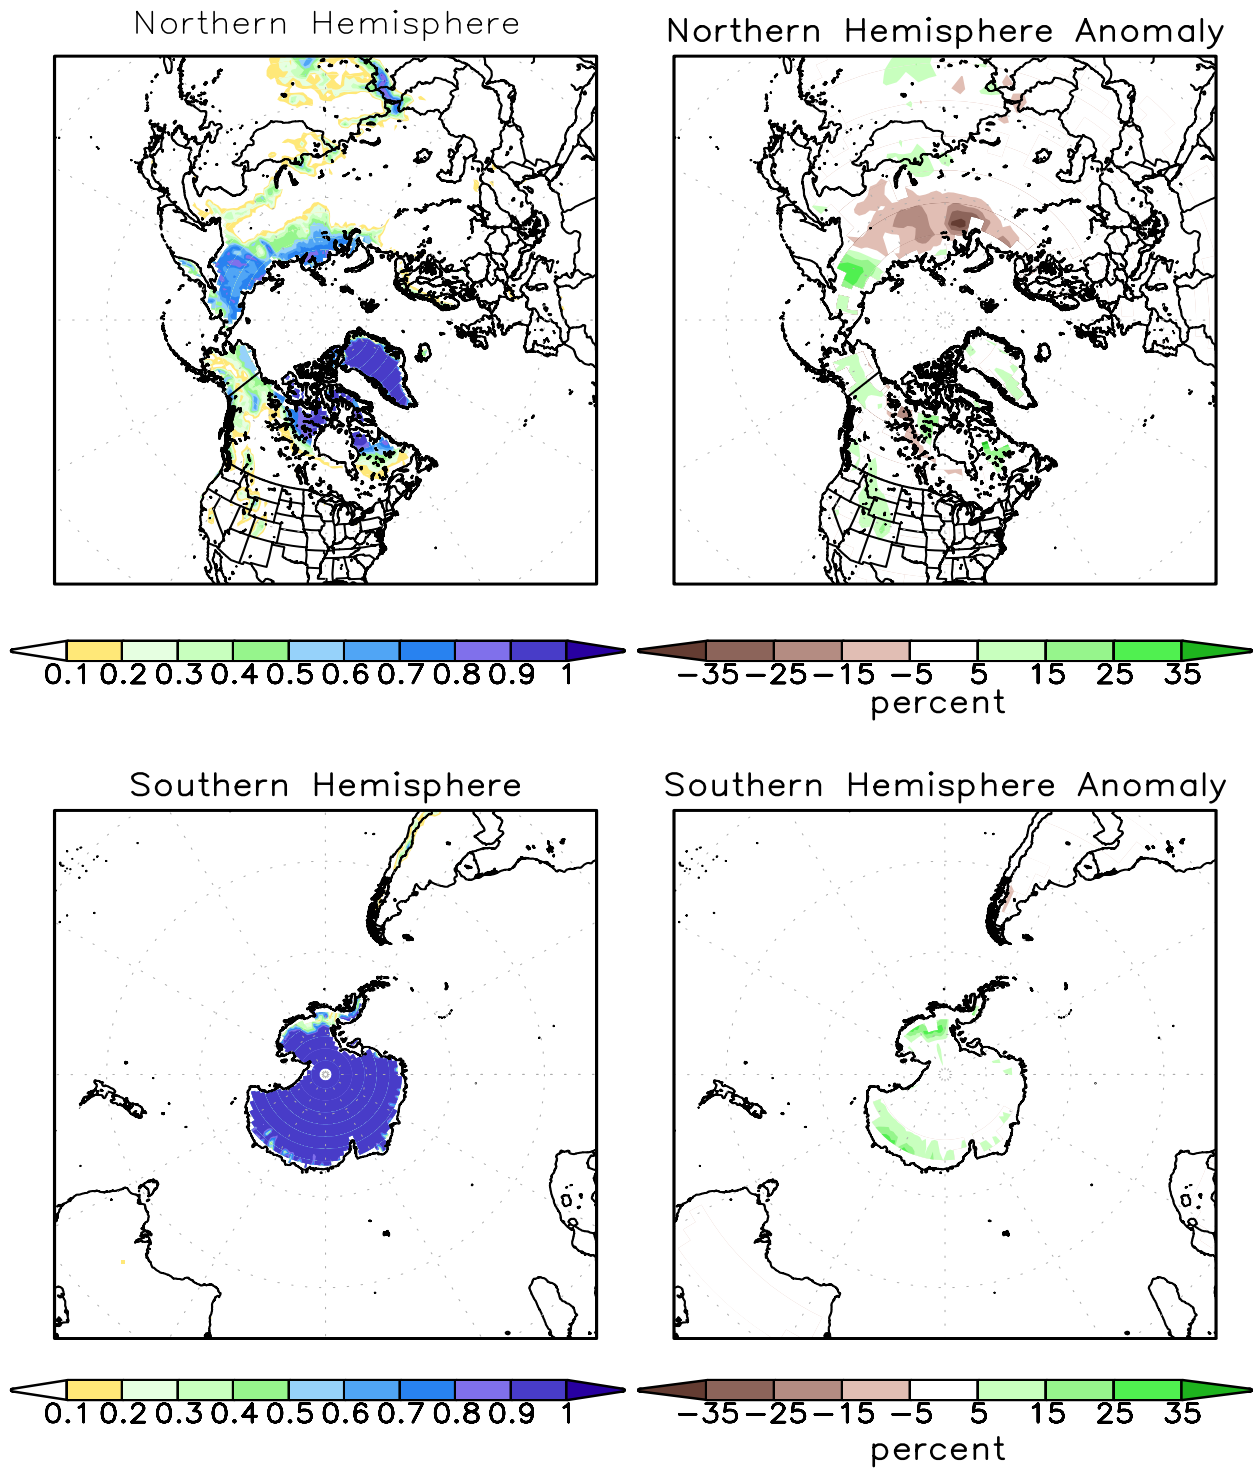 Northern Hemisphere
Northern Hemisphere Anomaly
0.1 0.2 0.3 0.4 0.5 0.6 0.7 0.8 0.9 1
-35 -25 -15 -5 5 15 25 35
percent
Southern Hemisphere
Southern Hemisphere Anomaly
0.1 0.2 0.3 0.4 0.5 0.6 0.7 0.8 0.9 1
-35 -25 -15 -5 5 15 25 35
percent